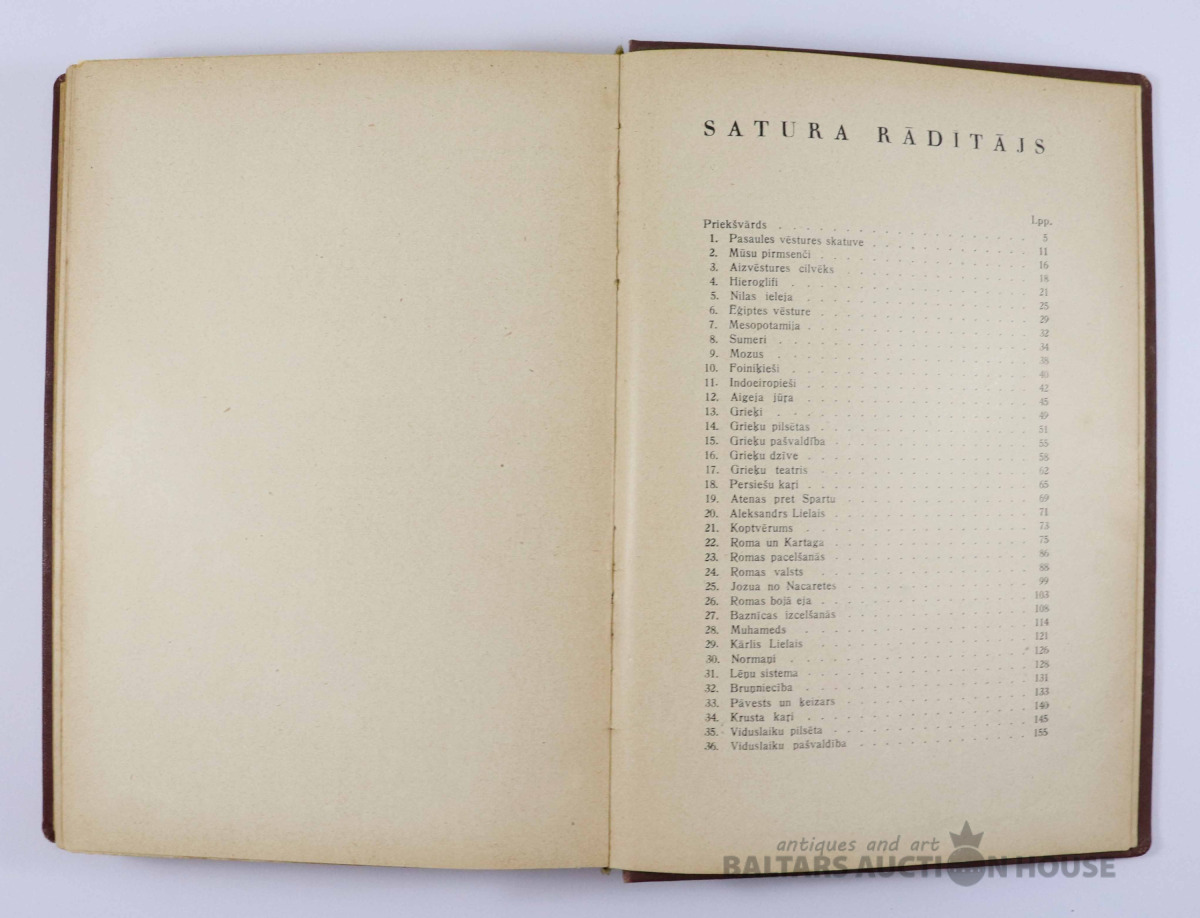 SATURA RĀDĪTĀJS
Lpp.
Priekšvārds . . . . . 5
1. Pasaules vēstures skatuve . . . . . 11
2. Mūsu pirmsenči . . . . . 16
3. Aizvēstures cilvēks . . . . . 18
4. Hieroglifi . . . . . 21
5. Nīlas ieleja . . . . . 25
6. Ēģiptes vēsture . . . . . 29
7. Mesopotamija . . . . . 32
8. Sumeri . . . . . 34
9. Mozus . . . . . 38
10. Foiniķieši . . . . . 40
11. Indoeiropieši . . . . . 42
12. Aigeja jūŗa . . . . . 45
13. Grieķi . . . . . 49
14. Grieķu pilsētas . . . . . 51
15. Grieķu pašvaldība . . . . . 55
16. Grieķu dzīve . . . . . 58
17. Grieķu teatris . . . . . 62
18. Persiešu kaŗi . . . . . 65
19. Atenas pret Spartu . . . . . 69
20. Aleksandrs Lielais . . . . . 71
21. Koptvērums . . . . . 73
22. Roma un Kartaga . . . . . 75
23. Romas pacelšanās . . . . . 86
24. Romas valsts . . . . . 88
25. Jozua no Nacaretes . . . . . 99
26. Romas bojā eja . . . . . 103
27. Baznīcas izcelšanās . . . . . 108
28. Muhameds . . . . . 114
29. Kārlis Lielais . . . . . 121
30. Normaņi . . . . . 126
31. Lēņu sistema . . . . . 128
32. Bruņniecība . . . . . 131
33. Pāvests un ķeizars . . . . . 133
34. Krusta kaŗi . . . . . 140
35. Viduslaiku pilsēta . . . . . 145
36. Viduslaiku pašvaldība . . . . . 155
antiques and art
BALTARS AUCTION HOUSE